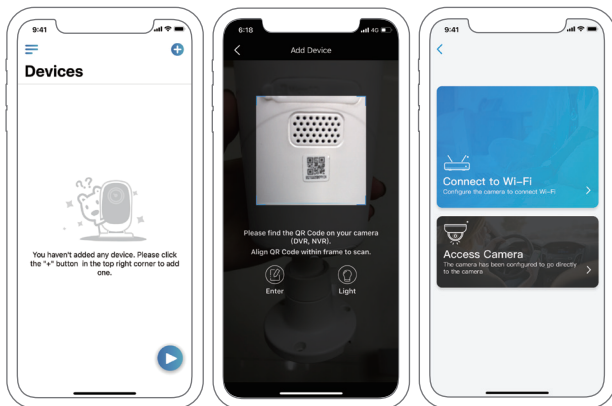 9:41
Devices
You haven't added any device. Please click
the "+" button in the top right corner to add
one.
6:18
4G
Add Device
Please find the QR Code on your camera
(DVR, NVR).
Align QR Code within frame to scan.
Enter
Light
9:41
Connect to Wi-Fi
Configure the camera to connect Wi-Fi
Access Camera
The camera has been configured to go directly
to the camera